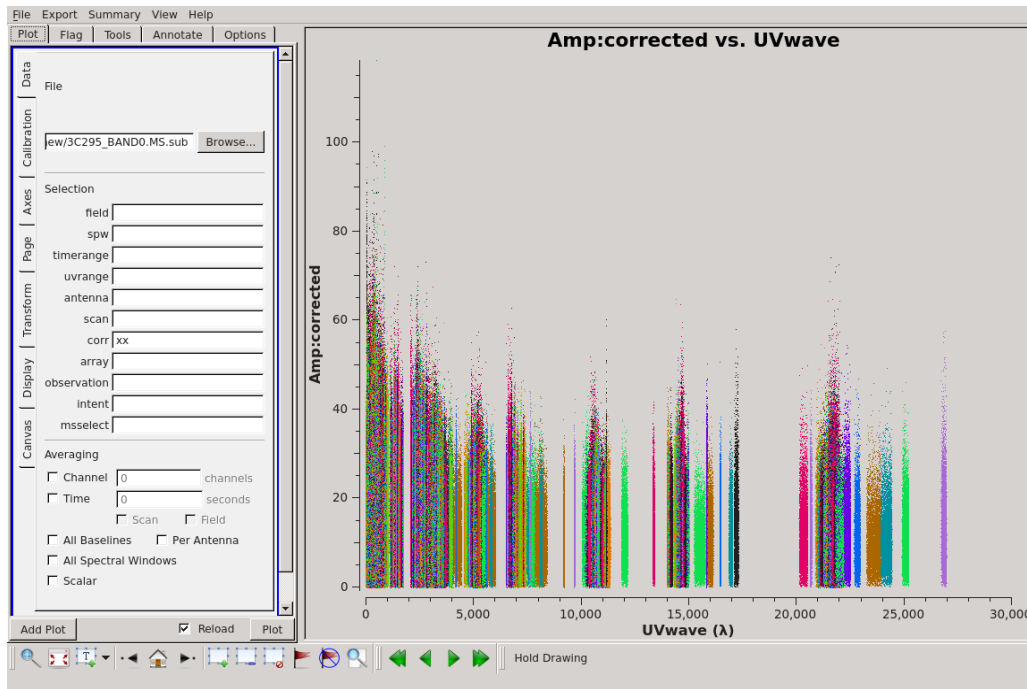 File Export Summary View Help
Plot Flag Tools Annotate Options
Data
Calibration
Axes
Page
Transform
Display
Canvas
File
ew/3C295_BAND0.MS.sub Browse...
Selection
field
spw
timerange
uvrange
antenna
scan
corr xx
array
observation
intent
msselect
Averaging
Channel 0 channels
Time 0 seconds
Scan Field
All Baselines Per Antenna
All Spectral Windows
Scalar
Add Plot Reload Plot
Amp:corrected vs. UVwave
Amp:corrected
100
80
60
40
20
0
0 5,000 10,000 15,000 20,000 25,000 30,000
UVwave (λ)
T
Hold Drawing